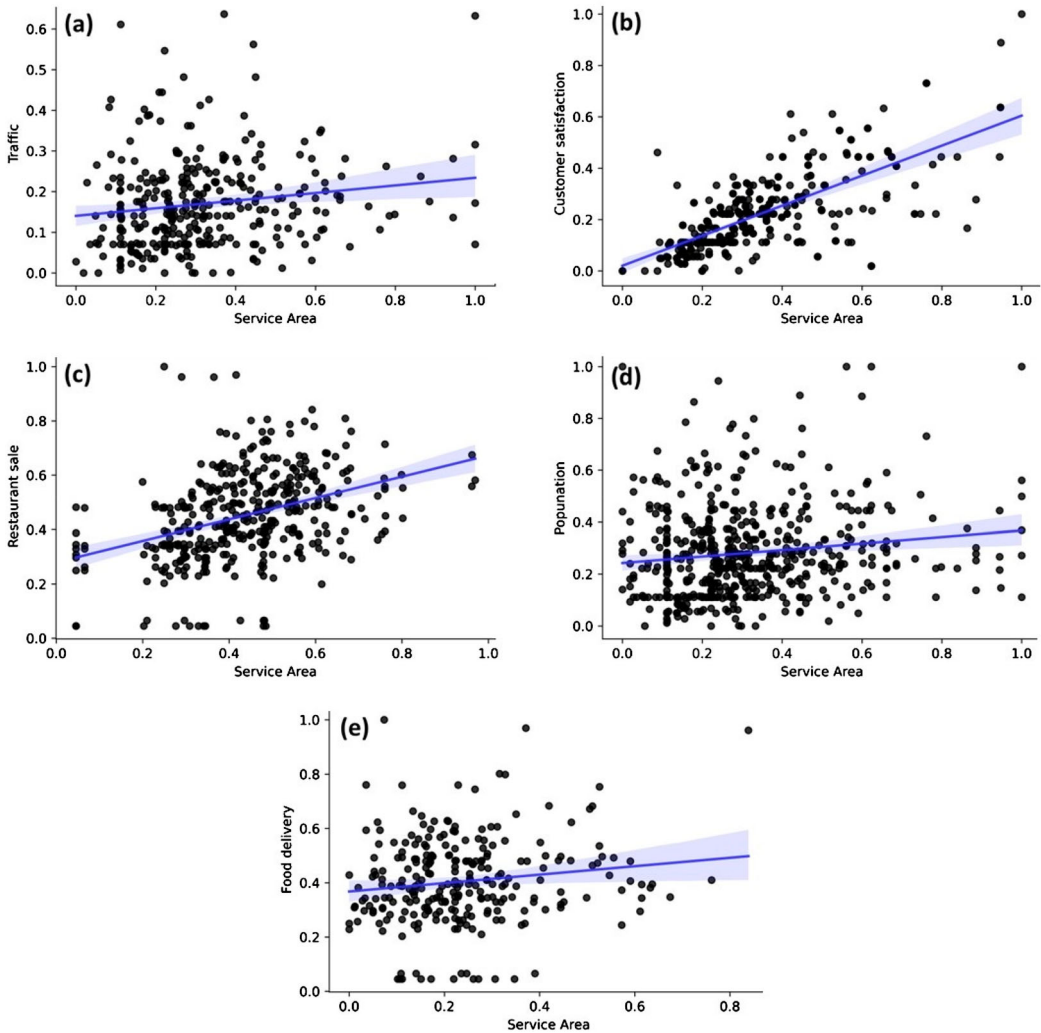 (a)
Traffic
0.6
0.5
0.4
0.3
0.2
0.1
0.0
0.0 0.2 0.4 0.6 0.8 1.0
Service Area
(b)
Customer satisfaction
1.0
0.8
0.6
0.4
0.2
0.0
0.0 0.2 0.4 0.6 0.8 1.0
Service Area
(c)
Restaurant sale
1.0
0.8
0.6
0.4
0.2
0.0
0.0 0.2 0.4 0.6 0.8 1.0
Service Area
(d)
Popunation
1.0
0.8
0.6
0.4
0.2
0.0
0.0 0.2 0.4 0.6 0.8 1.0
Service Area
(e)
Food delivery
1.0
0.8
0.6
0.4
0.2
0.0
0.0 0.2 0.4 0.6 0.8
Service Area